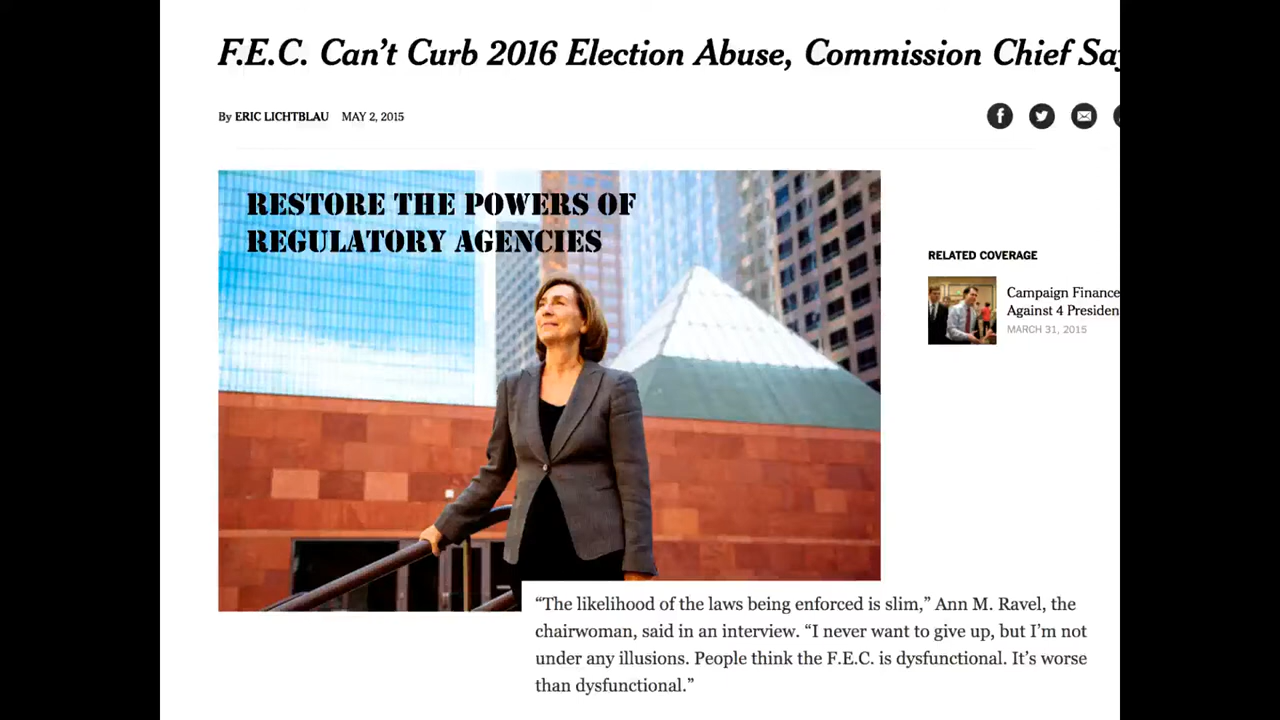 F.E.C. Can’t Curb 2016 Election Abuse, Commission Chief
By ERIC LICHTBLAU MAY 2, 2015
RESTORE THE POWERS OF
REGULATORY AGENCIES
RELATED COVERAGE
Campaign Finance
Against 4
MARCH 31, 2015
“The likelihood of the laws being enforced is slim,” Ann M. Ravel, the
chairwoman, said in an interview. “I never want to give up, but I’m not
under any illusions. People think the F.E.C. is dysfunctional. It’s worse
than dysfunctional.”